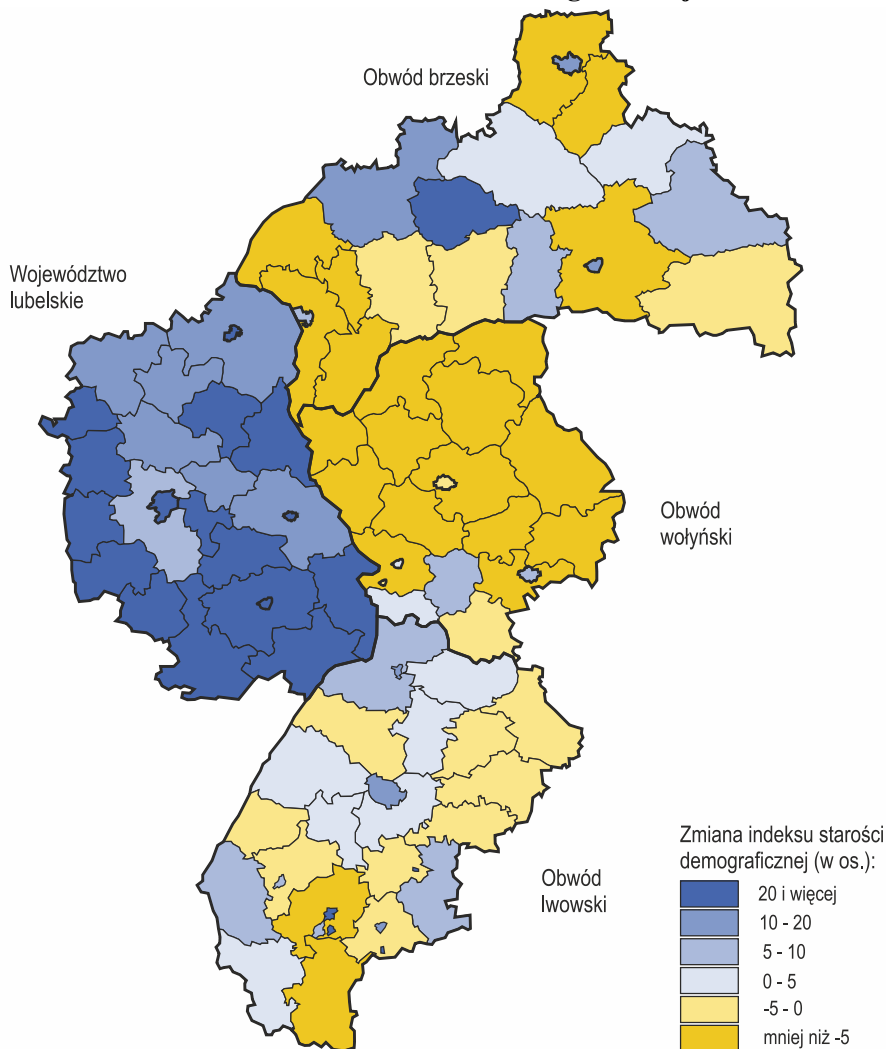 Obwód brzeski
Województwo
lubelskie
Obwód
wołyński
Obwód
lwowski
Zmiana indeksu starości
demograficznej (w os.):
20 i więcej
10 - 20
5 - 10
0 - 5
-5 - 0
mniej niż -5